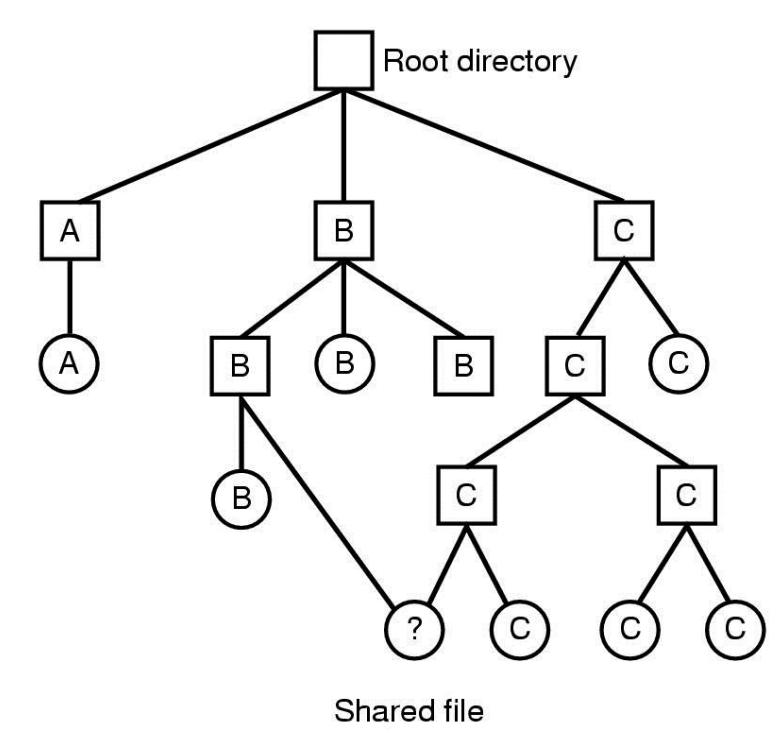 Root directory
A B C
A B B B C C
B C C
? C C C
Shared file